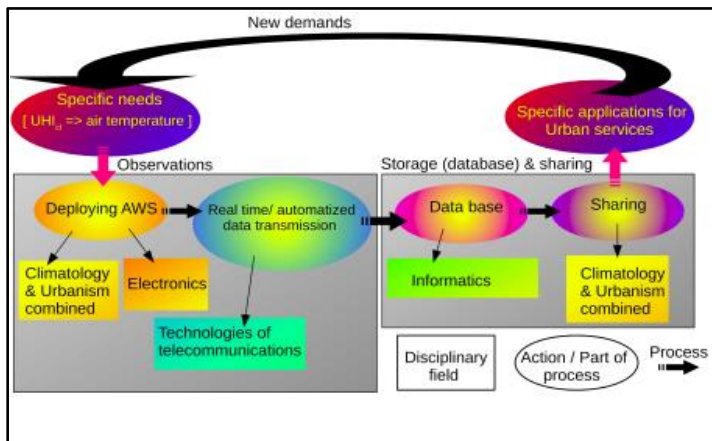 New demands
Specific needs
[ UHIcl => air temperature ]
Specific applications for
Urban services
Observations
Storage (database) & sharing
Deploying AWS
Real time/ automatized
data transmission
Data base
Sharing
Climatology
& Urbanism
combined
Electronics
Informatics
Climatology
& Urbanism
combined
Technologies of
telecommunications
Disciplinary
field
Action / Part of
process
Process